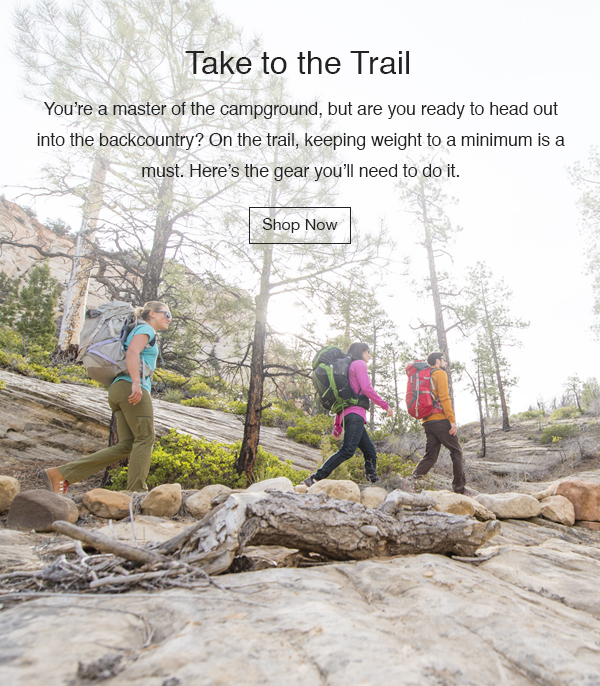 Take to the Trail
You’re a master of the campground, but are you ready to head out
into the backcountry? On the trail, keeping weight to a minimum is a
must. Here’s the gear you’ll need to do it.
Shop Now